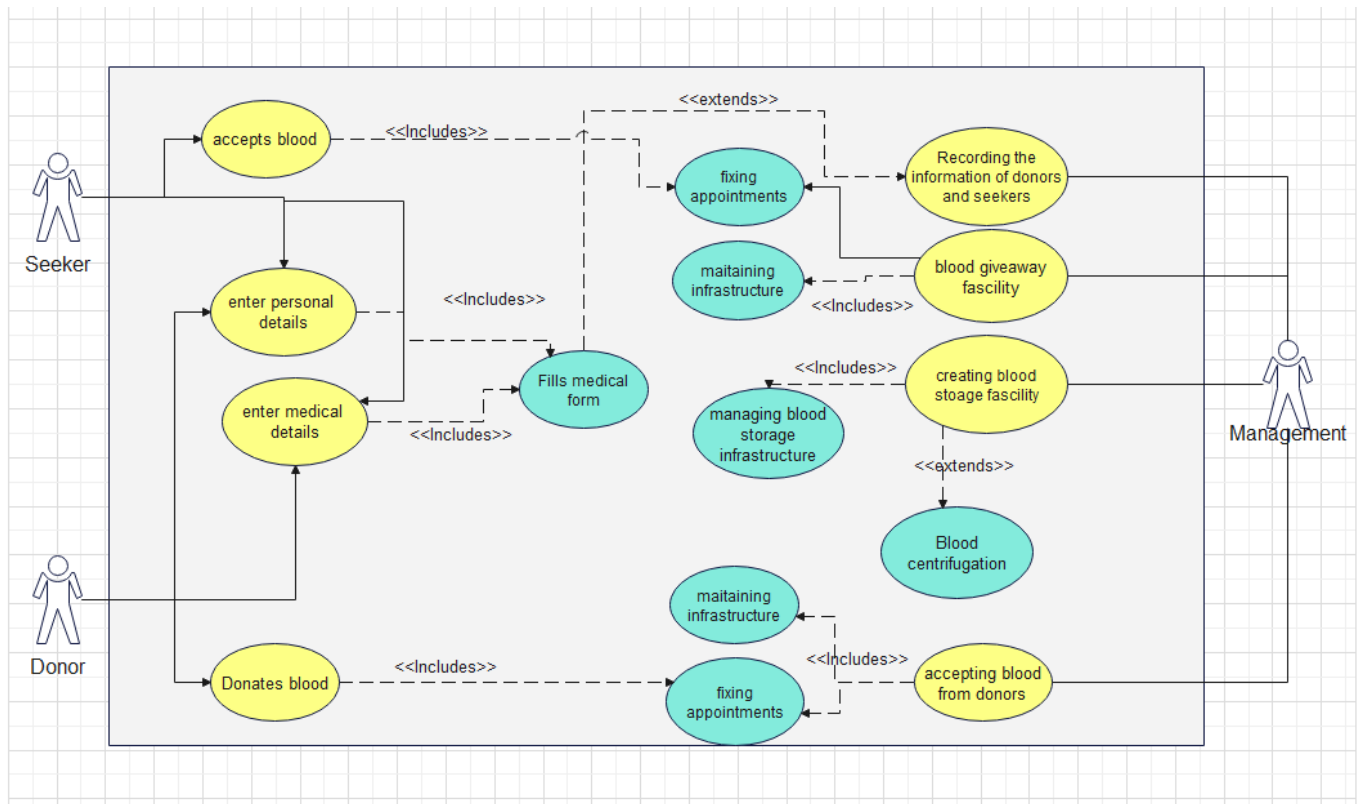 <<extends>>
accepts blood
<<Includes>>
Recording the
information of donors
and seekers
fixing
appointments
Seeker
maitaining
infrastructure
blood giveaway
fascility
<<Includes>>
enter personal
details
<<Includes>>
<<Includes>>
creating blood
stoage fascility
Fills medical
form
enter medical
details
<<Includes>>
managing blood
storage
infrastructure
Management
<<extends>>
Blood
centrifugation
maitaining
infrastructure
Donor
<<Includes>>
<<Includes>>
accepting blood
from donors
Donates blood
fixing
appointments